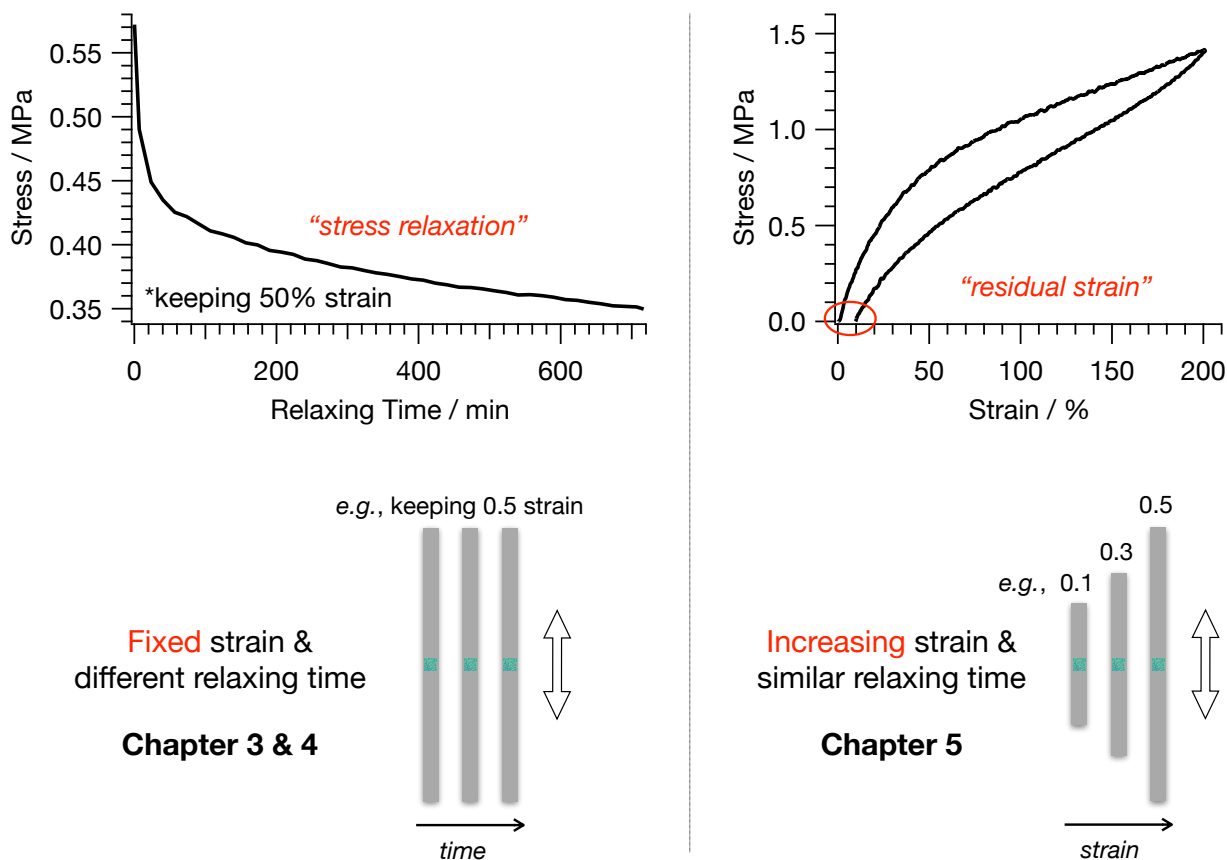 0.55
0.50
0.45
0.40
0.35
Stress / MPa
“stress relaxation”
*keeping 50% strain
0
200
400
600
Relaxing Time / min
1.5
1.0
0.5
0.0
Stress / MPa
“residual strain”
0
50
100
150
200
Strain / %
e.g., keeping 0.5 strain
Fixed strain &
different relaxing time
Chapter 3 & 4
time
0.5
0.3
e.g., 0.1
Increasing strain &
similar relaxing time
Chapter 5
strain